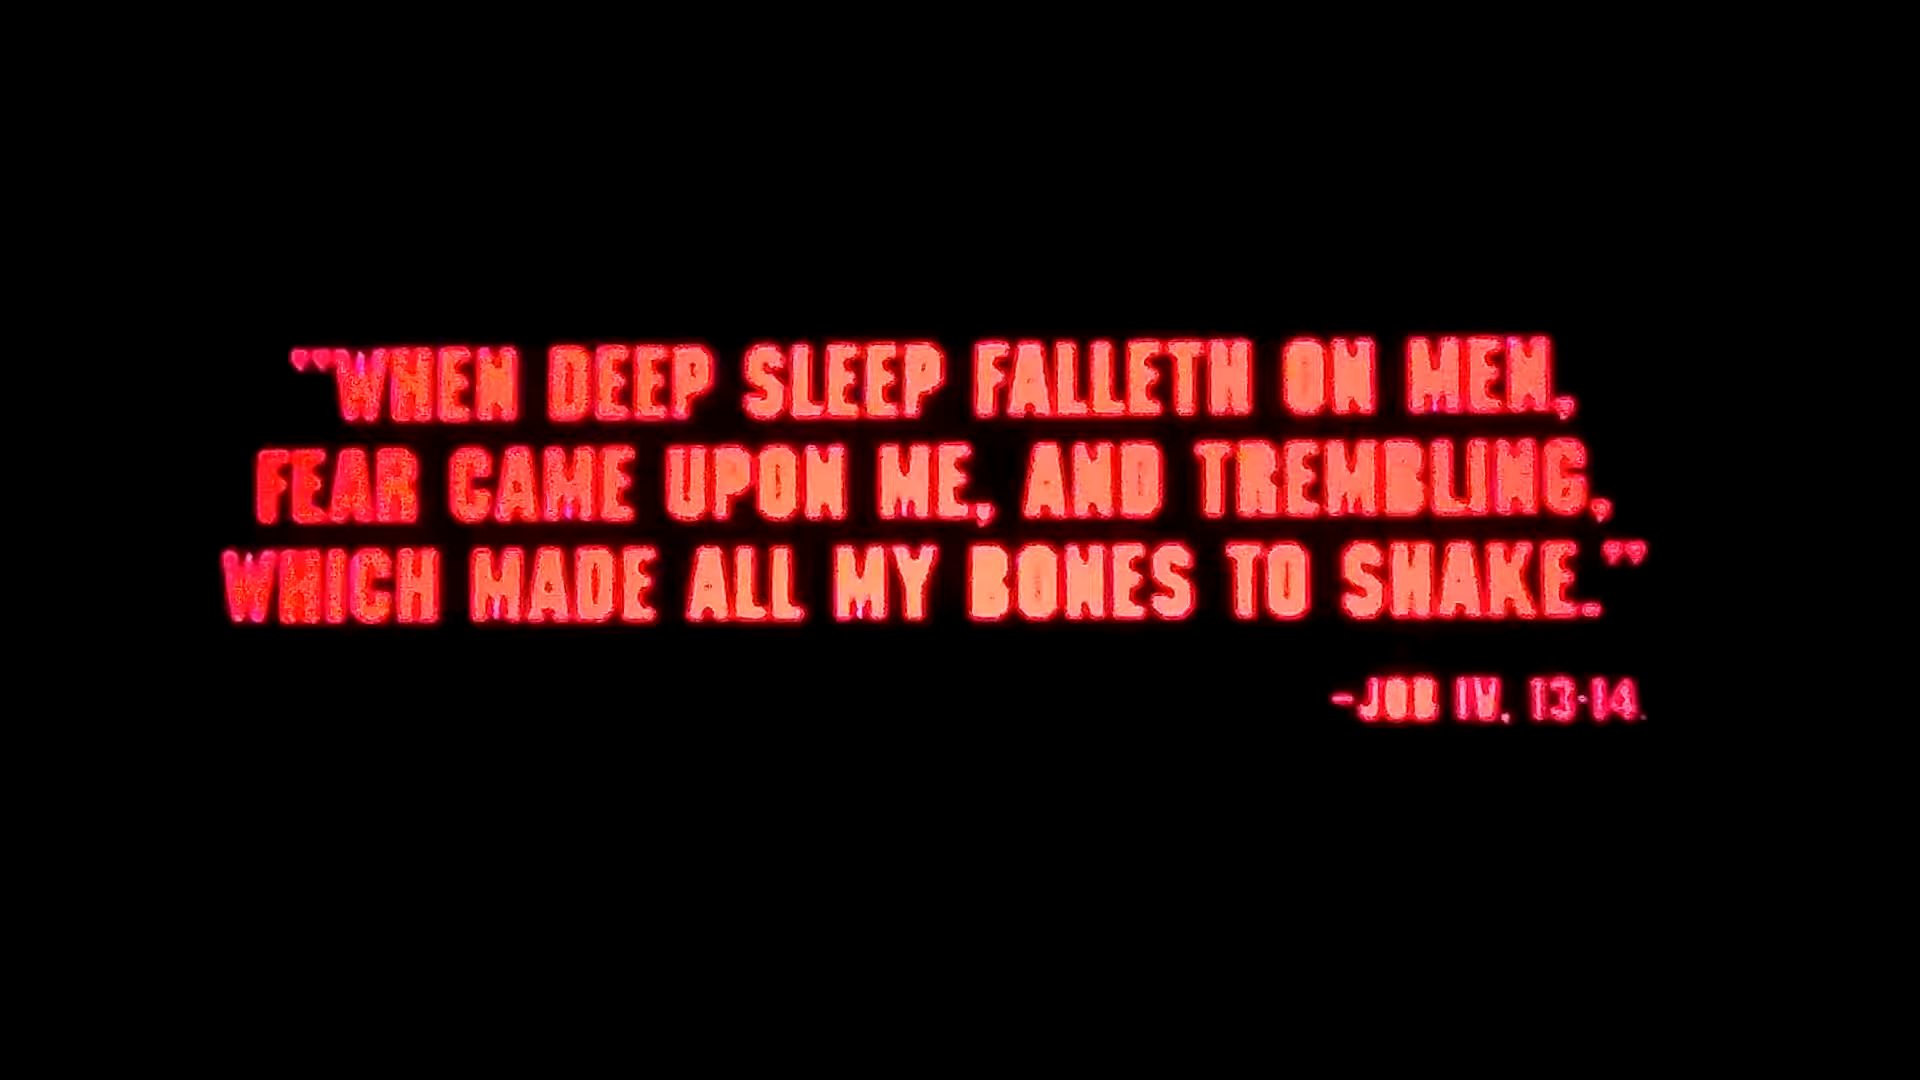 "WHEN DEEP SLEEP FALLETH ON MEN,
FEAR CAME UPON ME, AND TREMBLING,
WHICH MADE ALL MY BONES TO SHAKE."
-JOB IV, 13-14.